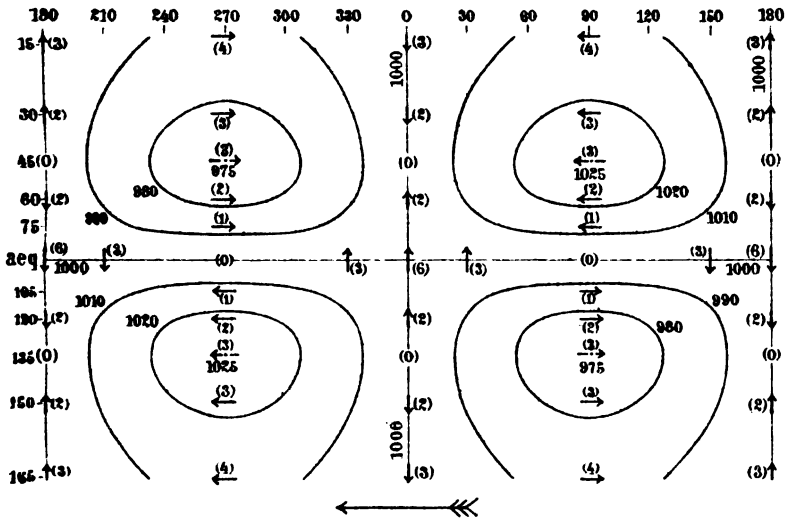 180 210 240 270 300 330 0 30 60 90 120 150 180
15 (3) (4) (3) (4) (3)
1000 1000
30 (2) (3) (2) (3) (2)
45 (0) (3) (0) (3) (0)
975 1025
60 (2) 980 (2) (2) (2) 1020 (2)
75 990 (1) (1) 1010
aeq (6) (3) (0) (3) (6) (3) (0) (3) (6)
1000 1000
105 1010 (1) (1) 990
120 (2) 1020 (2) (2) (2) 980 (2)
135 (0) (3) (0) (3) (0)
1025 975
150 (2) (3) (2) (3) (2)
1000
165 (3) (4) (3) (4) (3)